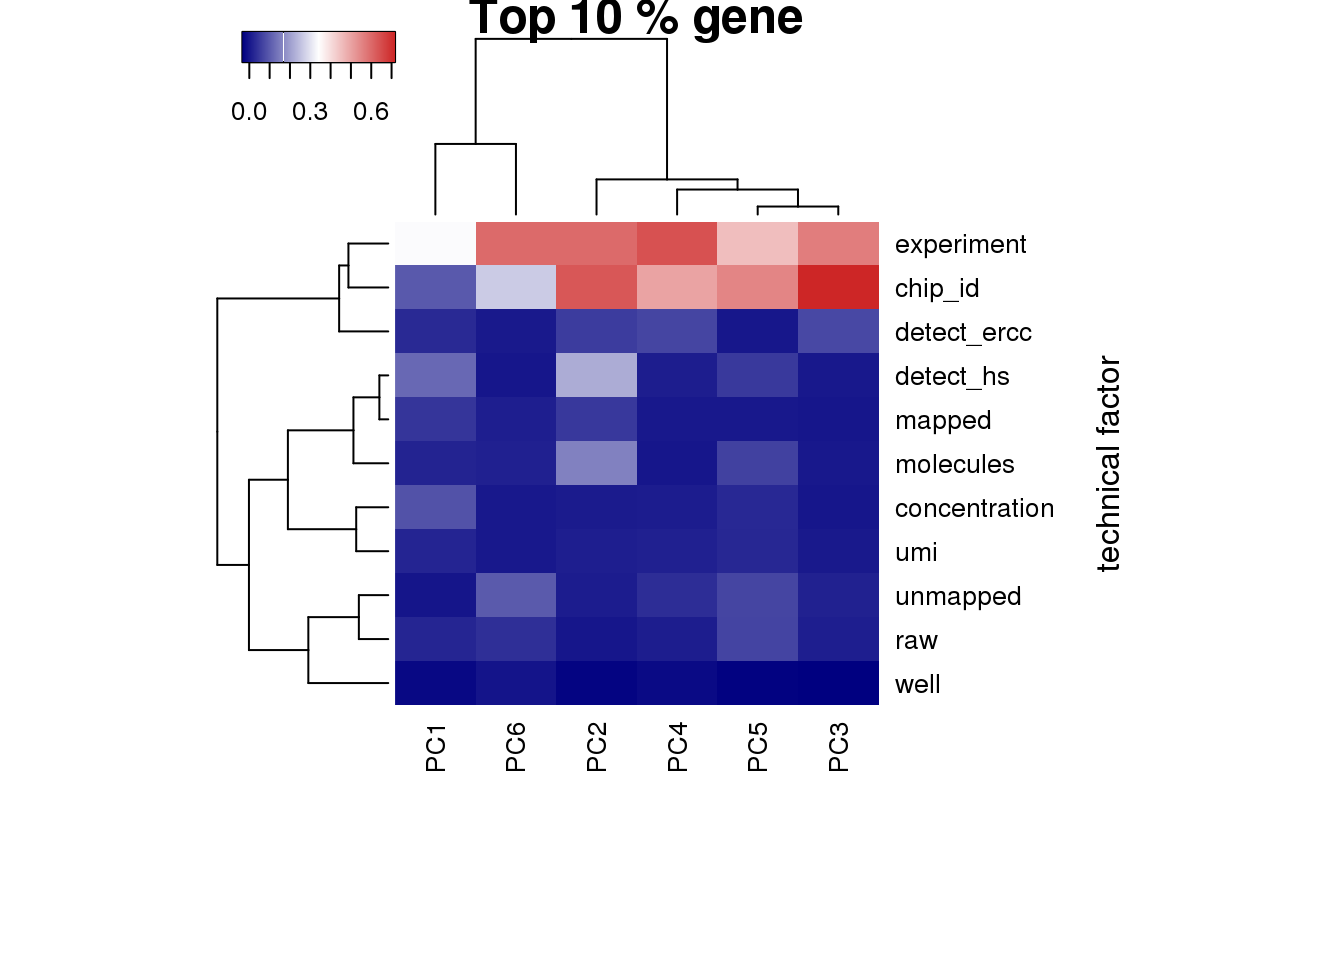 Top 10 % gene
0.0 0.3 0.6
experiment
chip_id
detect_ercc
detect_hs
mapped
molecules
concentration
umi
unmapped
raw
well
technical factor
PC1 PC6 PC2 PC4 PC5 PC3